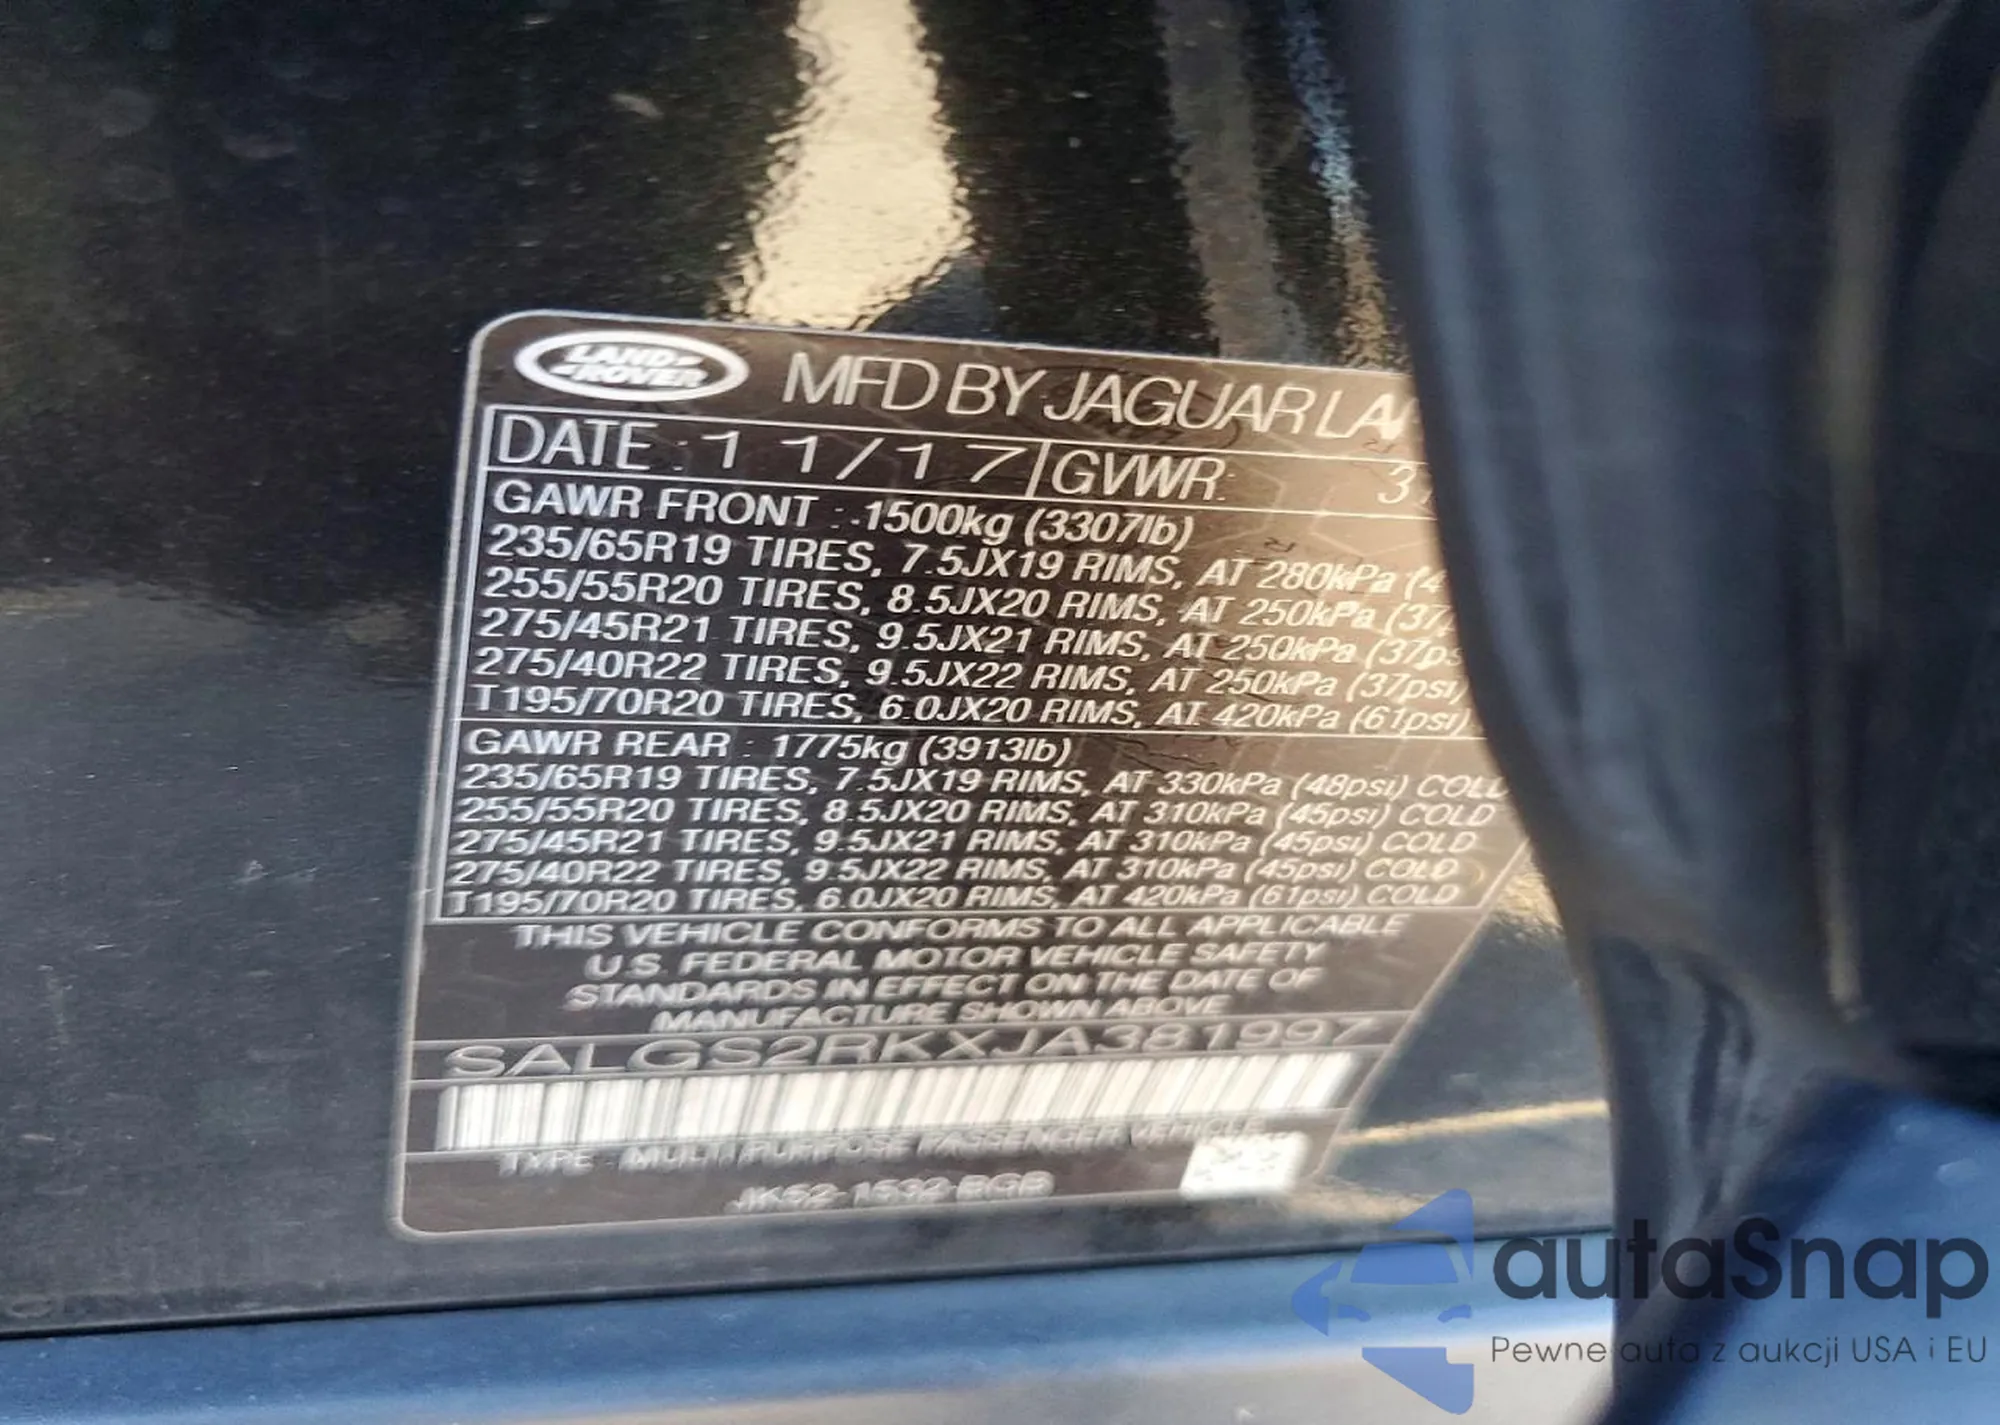 LAND ROVER
MFD BY JAGUAR LA
DATE : 11/17 GVWR: 3
GAWR FRONT : 1500kg (3307lb)
235/65R19 TIRES, 7.5JX19 RIMS, AT 280kPa (4
255/55R20 TIRES, 8.5JX20 RIMS, AT 250kPa (37
275/45R21 TIRES, 9.5JX21 RIMS, AT 250kPa (37ps
275/40R22 TIRES, 9.5JX22 RIMS, AT 250kPa (37psi)
T195/70R20 TIRES, 6.0JX20 RIMS, AT 420kPa (61psi)
GAWR REAR : 1775kg (3913lb)
235/65R19 TIRES, 7.5JX19 RIMS, AT 330kPa (48psi) COLD
255/55R20 TIRES, 8.5JX20 RIMS, AT 310kPa (45psi) COLD
275/45R21 TIRES, 9.5JX21 RIMS, AT 310kPa (45psi) COLD
275/40R22 TIRES, 9.5JX22 RIMS, AT 310kPa (45psi) COLD
T195/70R20 TIRES, 6.0JX20 RIMS, AT 420kPa (61psi) COLD
THIS VEHICLE CONFORMS TO ALL APPLICABLE
U.S. FEDERAL MOTOR VEHICLE SAFETY
STANDARDS IN EFFECT ON THE DATE OF
MANUFACTURE SHOWN ABOVE
SALGS2RKXJA381997
TYPE : MULTI PURPOSE PASSENGER VEHICLE
JK52-1532-BGB
autaSnap
Pewne auta z aukcji USA i EU